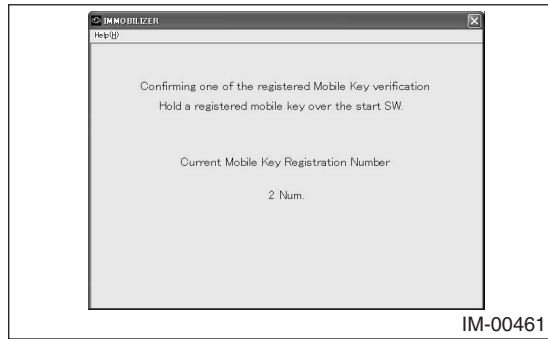 IMMOBILIZER
Help(H)
Confirming one of the registered Mobile Key verification
Hold a registered mobile key over the start SW.
Current Mobile Key Registration Number
2 Num.
IM-00461